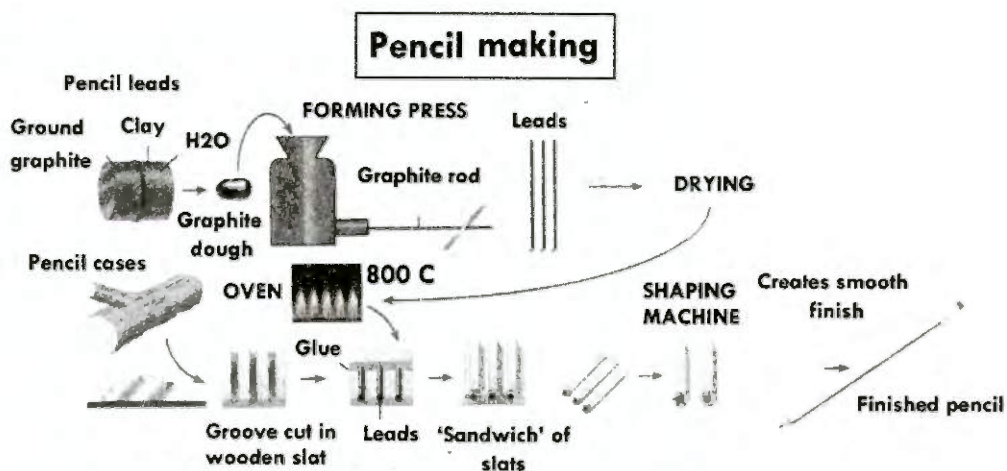 Pencil making
Pencil leads
Ground
graphite
Clay
H2O
FORMING PRESS
Graphite
dough
Graphite rod
Leads
DRYING
Pencil cases
OVEN
800 C
Glue
Groove cut in
wooden slat
Leads
'Sandwich' of
slats
SHAPING
MACHINE
Creates smooth
finish
Finished pencil